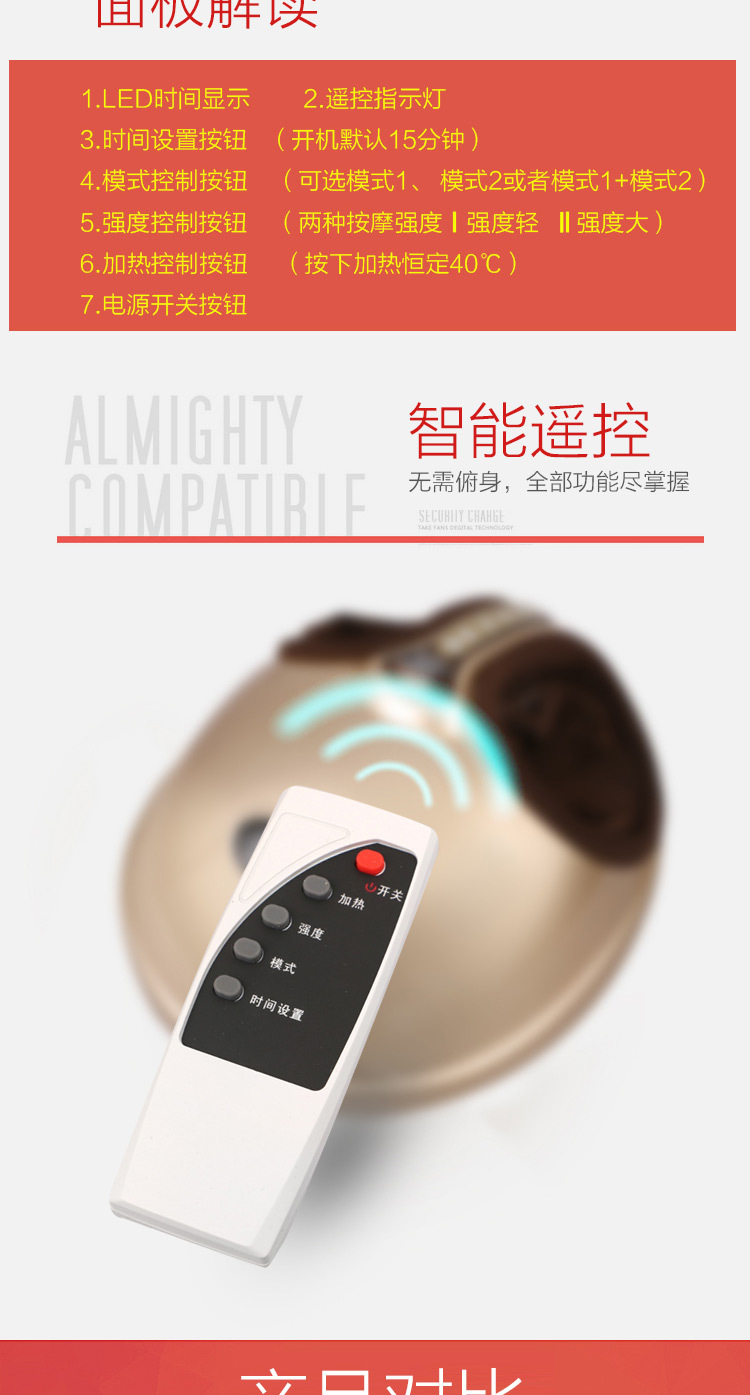 面板解读
1.LED时间显示 2.遥控指示灯
3.时间设置按钮 （开机默认15分钟）
4.模式控制按钮 （可选模式1、 模式2或者模式1+模式2）
5.强度控制按钮 （两种按摩强度 Ⅰ 强度轻 Ⅱ 强度大）
6.加热控制按钮 （按下加热恒定40℃）
7.电源开关按钮
ALMIGHTY
COMPATIBLE
智能遥控
无需俯身，全部功能尽掌握
SECURITY CHANGE
TAKE FANS DEGITAL TECHNOLOGY
开关
加热
强度
模式
时间设置
产品对比